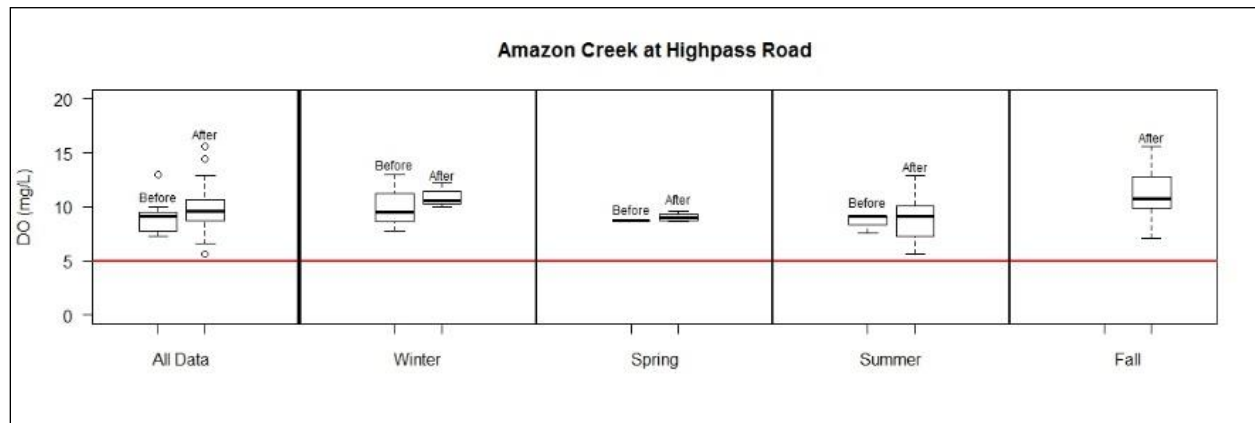 Amazon Creek at Highpass Road
DO (mg/L)
20
15
10
5
0
Before
After
Before
After
Before
After
Before
After
After
All Data
Winter
Spring
Summer
Fall